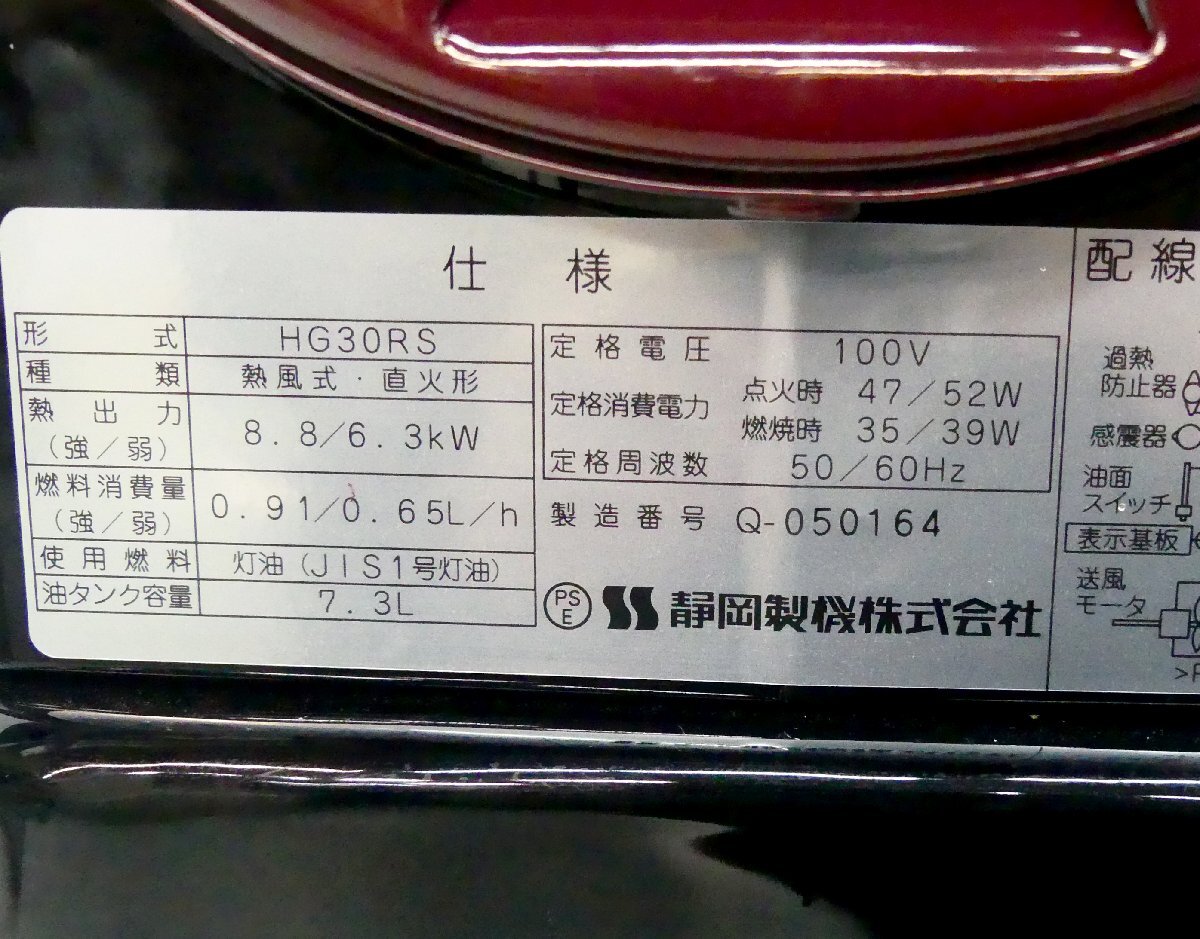 仕様
形式 HG30RS
種類 熱風式・直火形
熱出力
(強/弱) 8.8/6.3kW
燃料消費量
(強/弱) 0.91/0.65L/h
使用燃料 灯油(JIS1号灯油)
油タンク容量 7.3L
定格電圧 100V
定格消費電力 点火時 47/52W
燃焼時 35/39W
定格周波数 50/60Hz
製造番号 Q-050164
PS
E
静岡製機株式会社
配線
過熱
防止器
感震器
油面
スイッチ
表示基板
送風
モータ